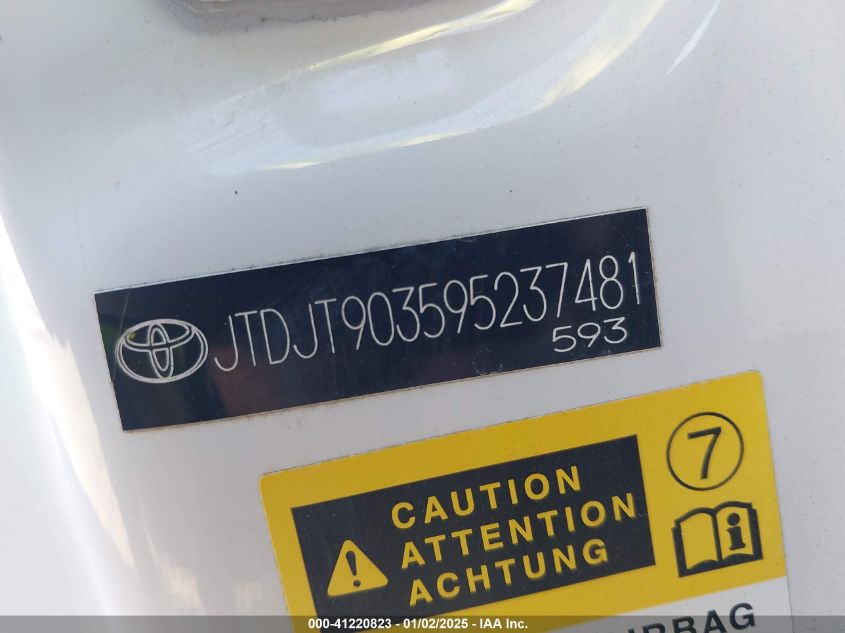 JTDJT903595237481
593
7
CAUTION
ATTENTION
ACHTUNG
i
000-41220823 - 01/02/2025 - IAA Inc.